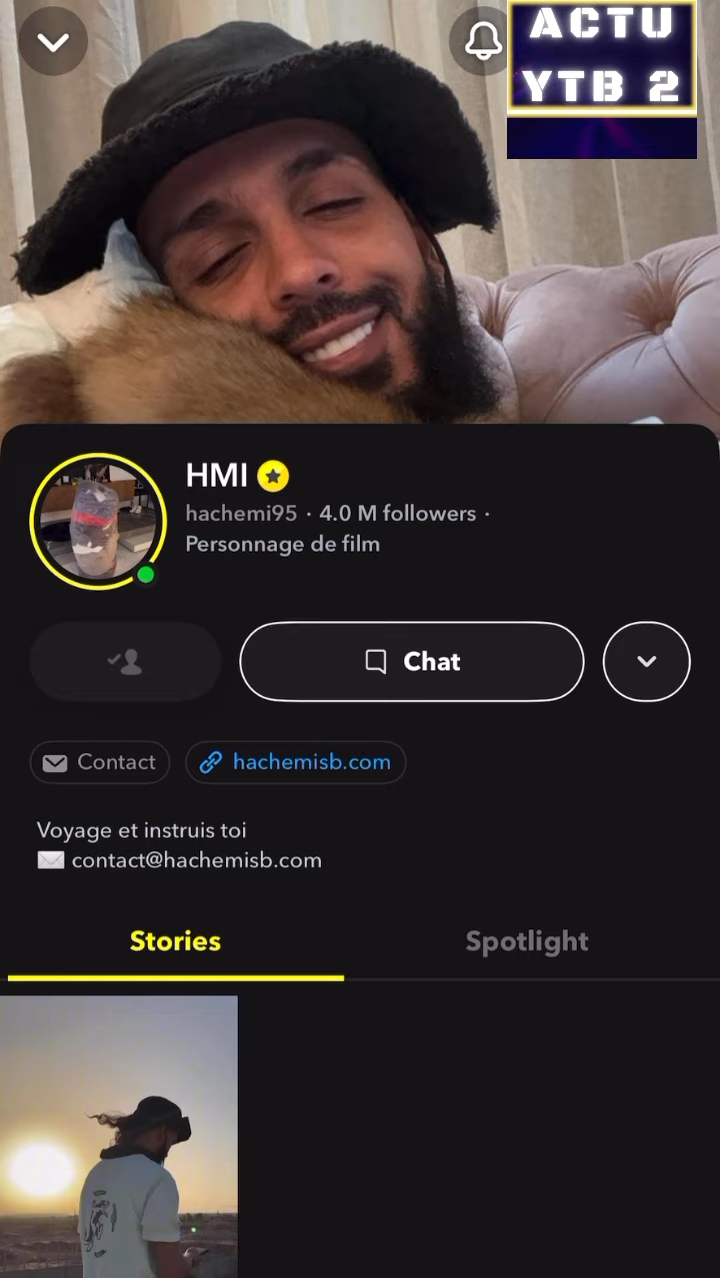 ACTU
YTB 2
HMI
hachemi95 · 4.0 M followers ·
Personnage de film
Chat
Contact
hachemisb.com
Voyage et instruis toi
contact@hachemisb.com
Stories
Spotlight